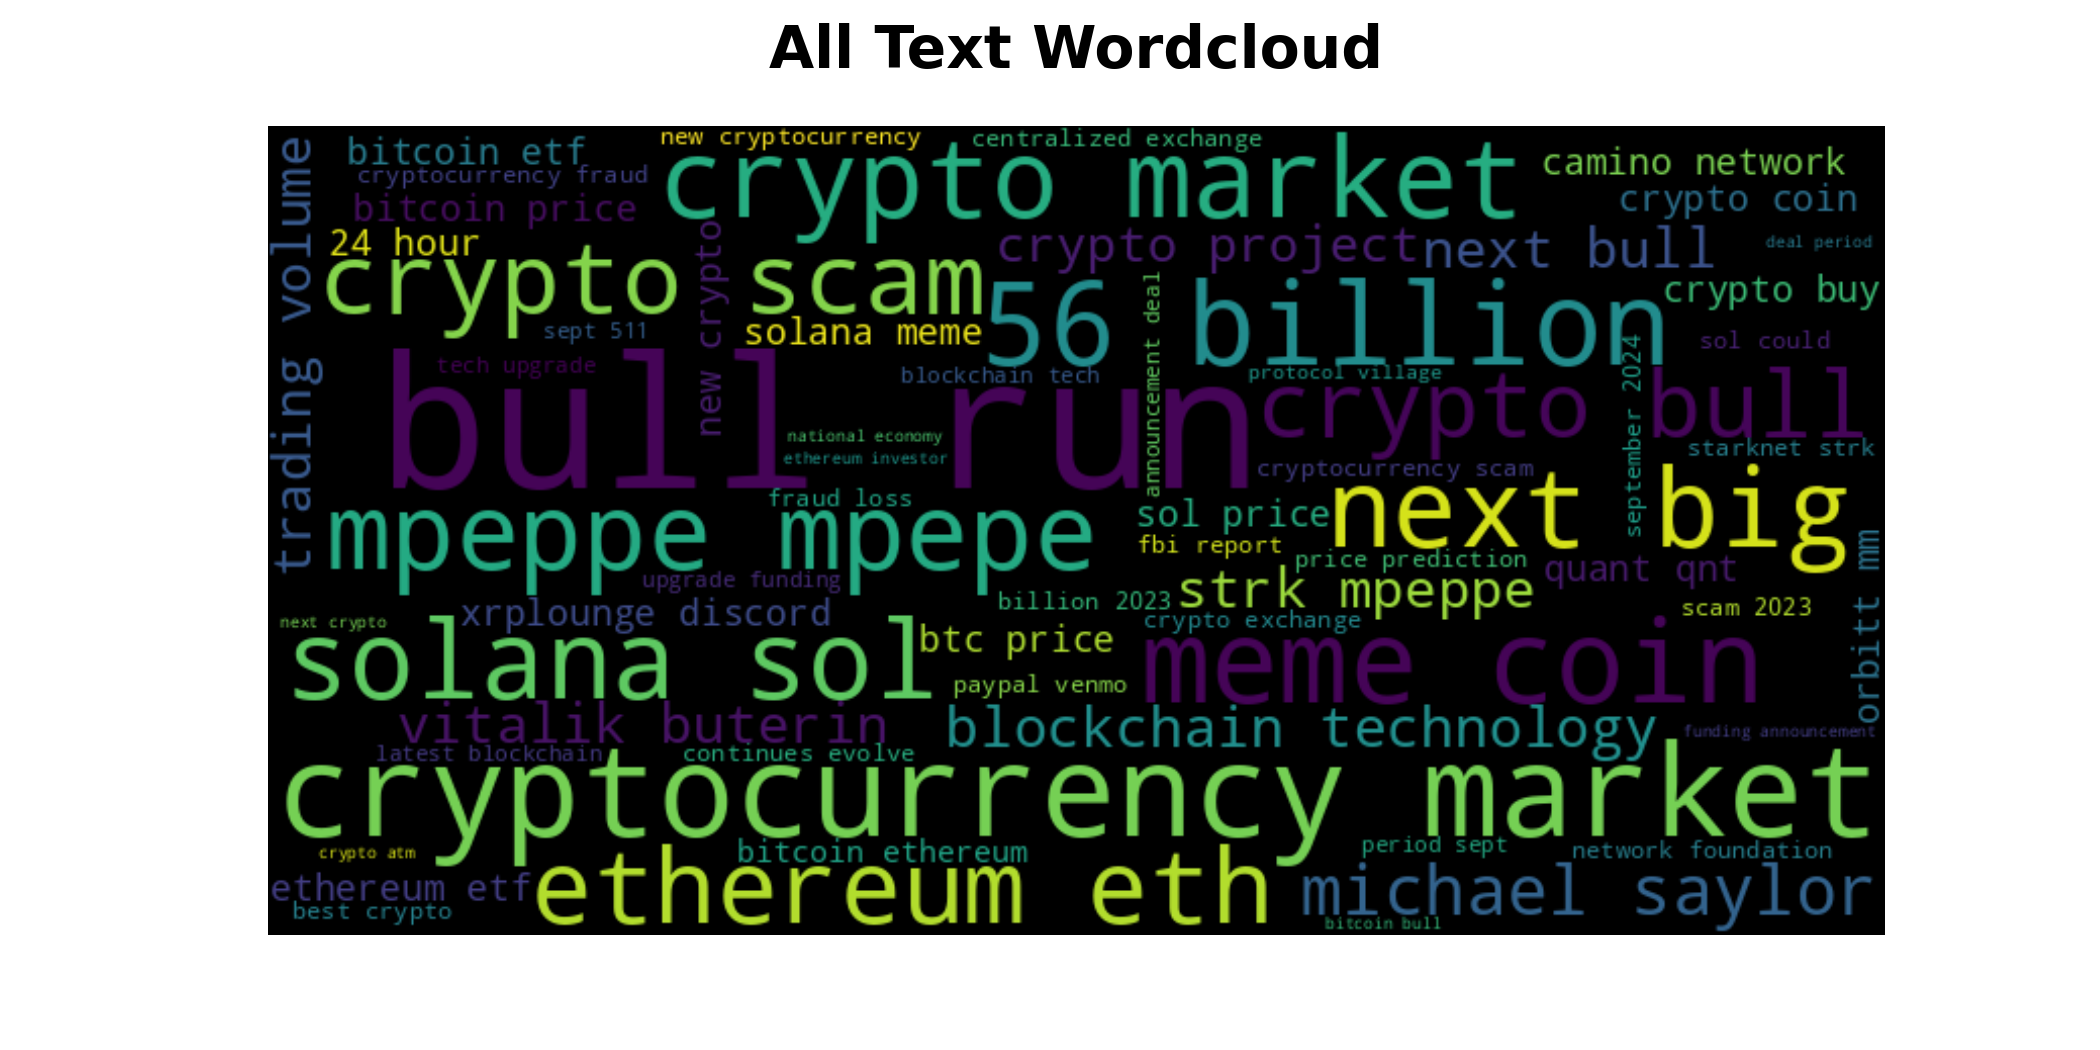 All Text Wordcloud
new cryptocurrency
centralized exchange
bitcoin etf
crypto market
camino network
cryptocurrency fraud
crypto coin
bitcoin price
trading volume
24 hour
crypto project
next bull
deal period
crypto scam
new crypto
56 billion
crypto buy
sept 511
solana meme
announcement deal
sol could
tech upgrade
blockchain tech
protocol village
september 2024
bull run
crypto bull
national economy
ethereum investor
starknet strk
cryptocurrency scam
fraud loss
next big
mpeppe mpepe
sol price
fbi report
price prediction
upgrade funding
quant qnt
orbitt mm
strk mpeppe
billion 2023
xrplounge discord
scam 2023
next crypto
crypto exchange
solana sol
btc price
meme coin
paypal venmo
vitalik buterin
blockchain technology
funding announcement
latest blockchain
continues evolve
cryptocurrency market
crypto atm
bitcoin ethereum
period sept
network foundation
ethereum etf
ethereum eth
michael saylor
best crypto
bitcoin bull